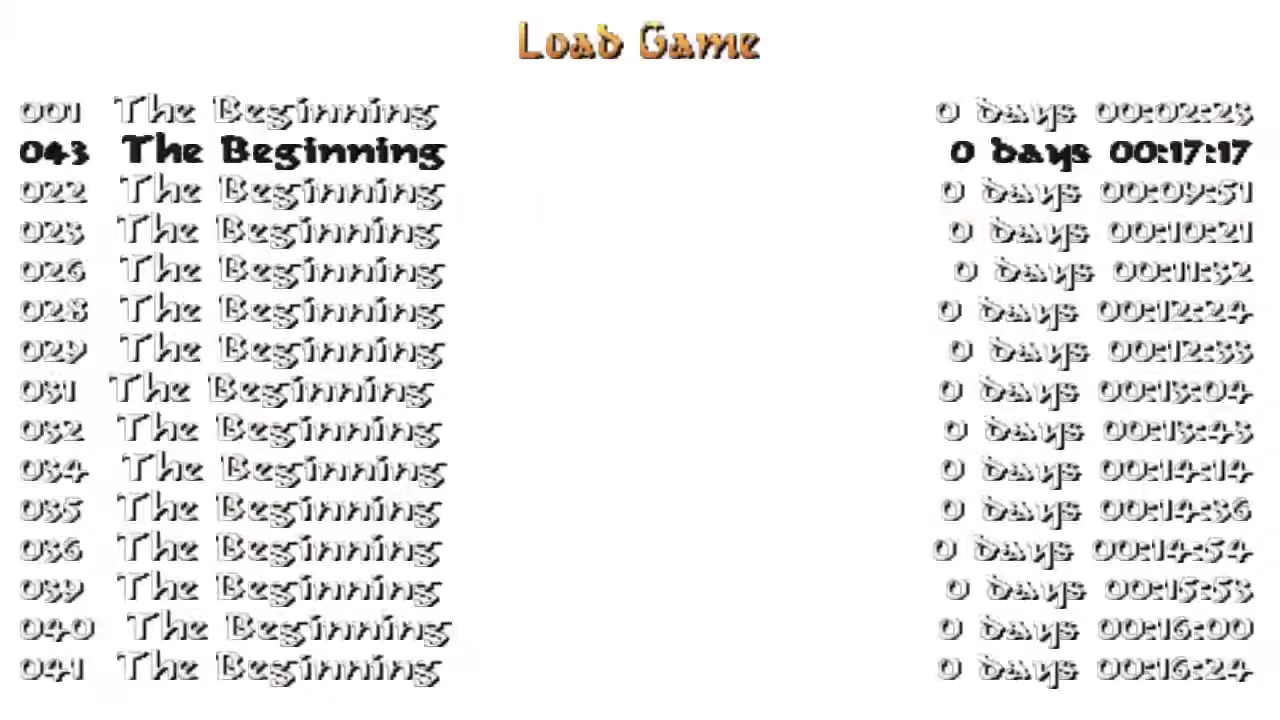 Load Game
001 The Beginning 0 days 00:02:23
043 The Beginning 0 days 00:17:17
022 The Beginning 0 days 00:09:51
023 The Beginning 0 days 00:10:21
026 The Beginning 0 days 00:11:32
028 The Beginning 0 days 00:12:24
029 The Beginning 0 days 00:12:33
031 The Beginning 0 days 00:13:04
032 The Beginning 0 days 00:13:43
034 The Beginning 0 days 00:14:14
035 The Beginning 0 days 00:14:36
036 The Beginning 0 days 00:14:54
039 The Beginning 0 days 00:15:53
040 The Beginning 0 days 00:16:00
041 The Beginning 0 days 00:16:24